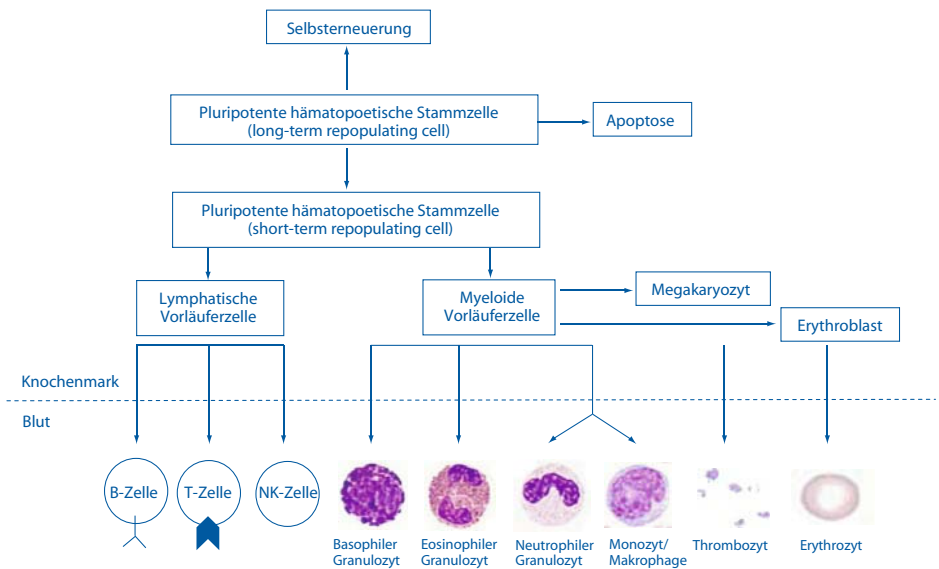 Selbsterneuerung
Pluripotente hämatopoetische Stammzelle
(long-term repopulating cell)
Apoptose
Pluripotente hämatopoetische Stammzelle
(short-term repopulating cell)
Lymphatische
Vorläuferzelle
Myeloide
Vorläuferzelle
Megakaryozyt
Erythroblast
Knochenmark
Blut
B-Zelle
T-Zelle
NK-Zelle
Basophiler
Granulozyt
Eosinophiler
Granulozyt
Neutrophiler
Granulozyt
Monozyt/
Makrophage
Thrombozyt
Erythrozyt